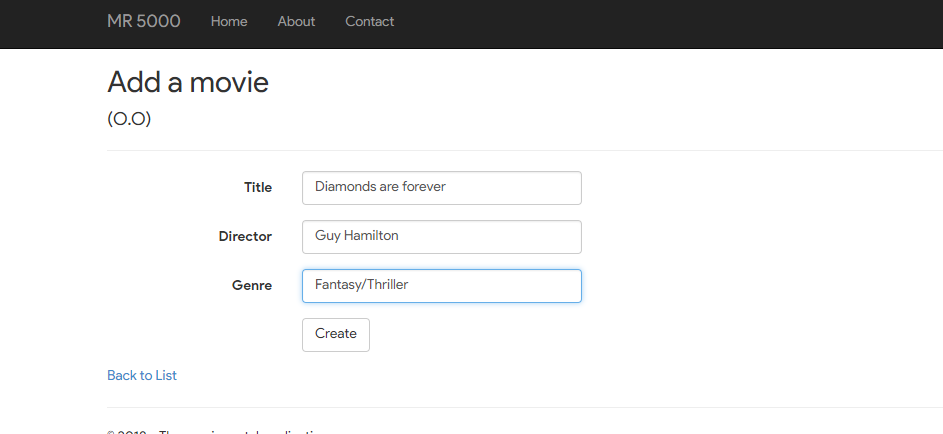 MR 5000 Home About Contact
Add a movie
(O.O)
Title Diamonds are forever
Director Guy Hamilton
Genre Fantasy/Thriller
Create
Back to List